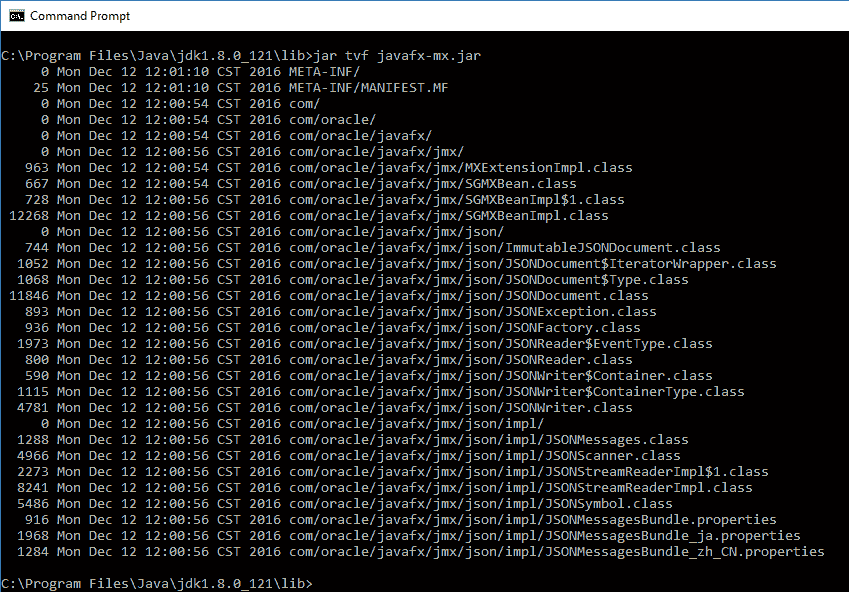 Command Prompt
C:\Program Files\Java\jdk1.8.0_121\lib>jar tvf javafx-mx.jar
     0 Mon Dec 12 12:01:10 CST 2016 META-INF/
    25 Mon Dec 12 12:01:10 CST 2016 META-INF/MANIFEST.MF
     0 Mon Dec 12 12:00:54 CST 2016 com/
     0 Mon Dec 12 12:00:54 CST 2016 com/oracle/
     0 Mon Dec 12 12:00:54 CST 2016 com/oracle/javafx/
     0 Mon Dec 12 12:00:56 CST 2016 com/oracle/javafx/jmx/
   963 Mon Dec 12 12:00:54 CST 2016 com/oracle/javafx/jmx/MXExtensionImpl.class
   667 Mon Dec 12 12:00:54 CST 2016 com/oracle/javafx/jmx/SGMXBean.class
   728 Mon Dec 12 12:00:56 CST 2016 com/oracle/javafx/jmx/SGMXBeanImpl$1.class
 12268 Mon Dec 12 12:00:56 CST 2016 com/oracle/javafx/jmx/SGMXBeanImpl.class
     0 Mon Dec 12 12:00:56 CST 2016 com/oracle/javafx/jmx/json/
   744 Mon Dec 12 12:00:56 CST 2016 com/oracle/javafx/jmx/json/ImmutableJSONDocument.class
  1052 Mon Dec 12 12:00:56 CST 2016 com/oracle/javafx/jmx/json/JSONDocument$IteratorWrapper.class
  1068 Mon Dec 12 12:00:56 CST 2016 com/oracle/javafx/jmx/json/JSONDocument$Type.class
 11846 Mon Dec 12 12:00:56 CST 2016 com/oracle/javafx/jmx/json/JSONDocument.class
   893 Mon Dec 12 12:00:56 CST 2016 com/oracle/javafx/jmx/json/JSONException.class
   936 Mon Dec 12 12:00:56 CST 2016 com/oracle/javafx/jmx/json/JSONFactory.class
  1973 Mon Dec 12 12:00:56 CST 2016 com/oracle/javafx/jmx/json/JSONReader$EventType.class
   800 Mon Dec 12 12:00:56 CST 2016 com/oracle/javafx/jmx/json/JSONReader.class
   590 Mon Dec 12 12:00:56 CST 2016 com/oracle/javafx/jmx/json/JSONWriter$Container.class
  1115 Mon Dec 12 12:00:56 CST 2016 com/oracle/javafx/jmx/json/JSONWriter$ContainerType.class
  4781 Mon Dec 12 12:00:56 CST 2016 com/oracle/javafx/jmx/json/JSONWriter.class
     0 Mon Dec 12 12:00:56 CST 2016 com/oracle/javafx/jmx/json/impl/
  1288 Mon Dec 12 12:00:56 CST 2016 com/oracle/javafx/jmx/json/impl/JSONMessages.class
  4966 Mon Dec 12 12:00:56 CST 2016 com/oracle/javafx/jmx/json/impl/JSONScanner.class
  2273 Mon Dec 12 12:00:56 CST 2016 com/oracle/javafx/jmx/json/impl/JSONStreamReaderImpl$1.class
  8241 Mon Dec 12 12:00:56 CST 2016 com/oracle/javafx/jmx/json/impl/JSONStreamReaderImpl.class
  5486 Mon Dec 12 12:00:56 CST 2016 com/oracle/javafx/jmx/json/impl/JSONSymbol.class
   916 Mon Dec 12 12:00:56 CST 2016 com/oracle/javafx/jmx/json/impl/JSONMessagesBundle.properties
  1968 Mon Dec 12 12:00:56 CST 2016 com/oracle/javafx/jmx/json/impl/JSONMessagesBundle_ja.properties
  1284 Mon Dec 12 12:00:56 CST 2016 com/oracle/javafx/jmx/json/impl/JSONMessagesBundle_zh_CN.properties
C:\Program Files\Java\jdk1.8.0_121\lib>